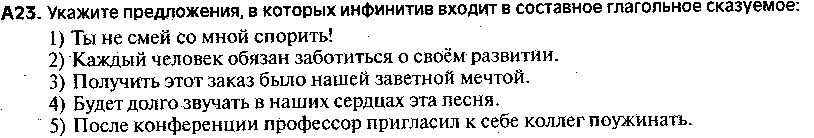 А23. Укажите предложения, в которых инфинитив входит в составное глагольное сказуемое:
1) Ты не смей со мной спорить!
2) Каждый человек обязан заботиться о своём развитии.
3) Получить этот заказ было нашей заветной мечтой.
4) Будет долго звучать в наших сердцах эта песня.
5) После конференции профессор пригласил к себе коллег поужинать.